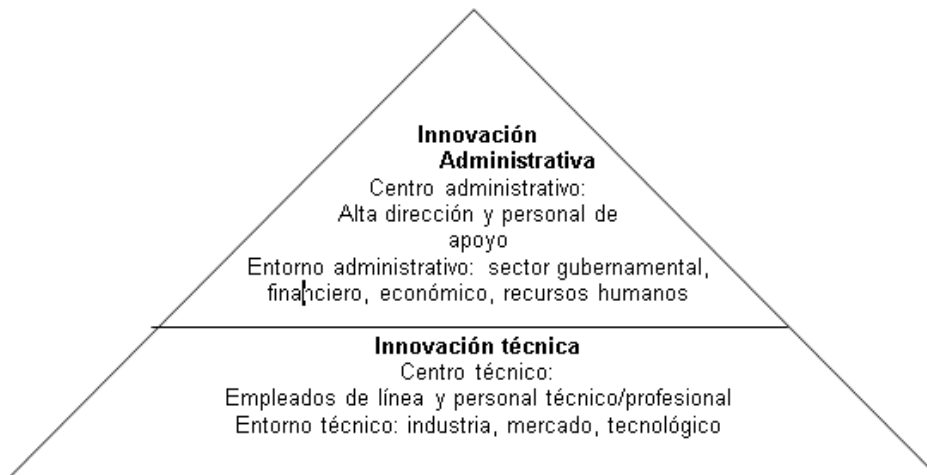 Innovación
Administrativa
Centro administrativo:
Alta dirección y personal de
apoyo
Entorno administrativo: sector gubernamental,
financiero, económico, recursos humanos
Innovación técnica
Centro técnico:
Empleados de línea y personal técnico/profesional
Entorno técnico: industria, mercado, tecnológico